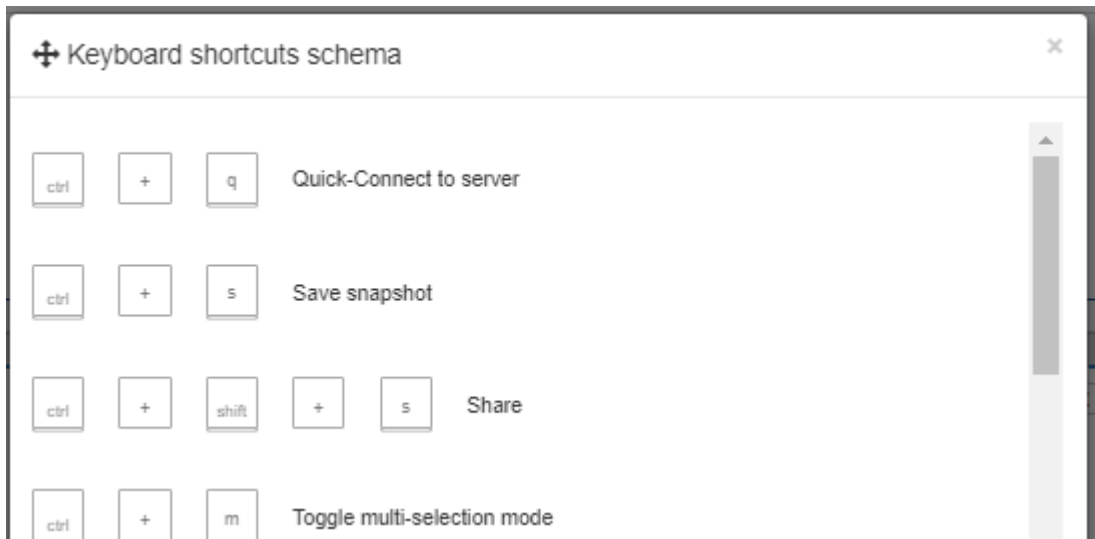 Keyboard shortcuts schema ×
ctrl + q Quick-Connect to server
ctrl + s Save snapshot
ctrl + shift + s Share
ctrl + m Toggle multi-selection mode